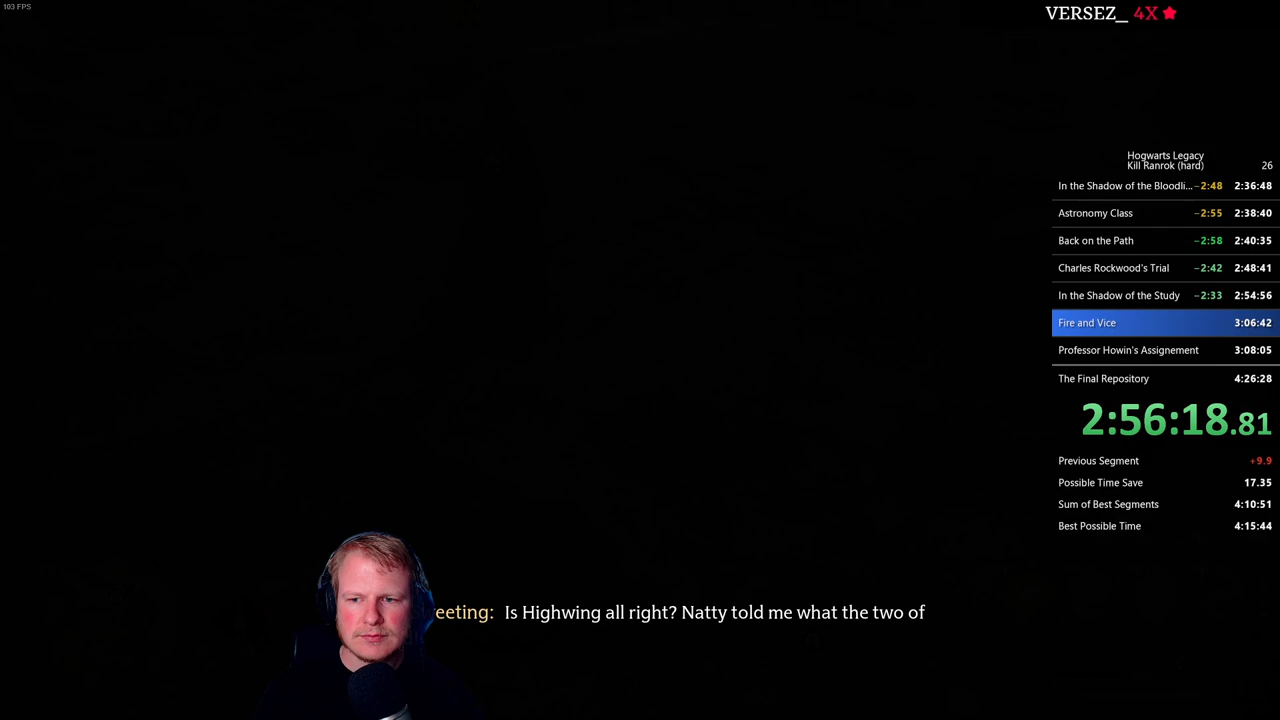 103 FPS
VERSEZ_ 4X
Hogwarts Legacy
Kill Ranrok (hard) 26
In the Shadow of the Bloodli... -2:48 2:36:48
Astronomy Class -2:55 2:38:40
Back on the Path -2:58 2:40:35
Charles Rockwood's Trial -2:42 2:48:41
In the Shadow of the Study -2:33 2:54:56
Fire and Vice 3:06:42
Professor Howin's Assignement 3:08:05
The Final Repository 4:26:28
2:56:18.81
Previous Segment +9.9
Possible Time Save 17.35
Sum of Best Segments 4:10:51
Best Possible Time 4:15:44
eeting: Is Highwing all right? Natty told me what the two of